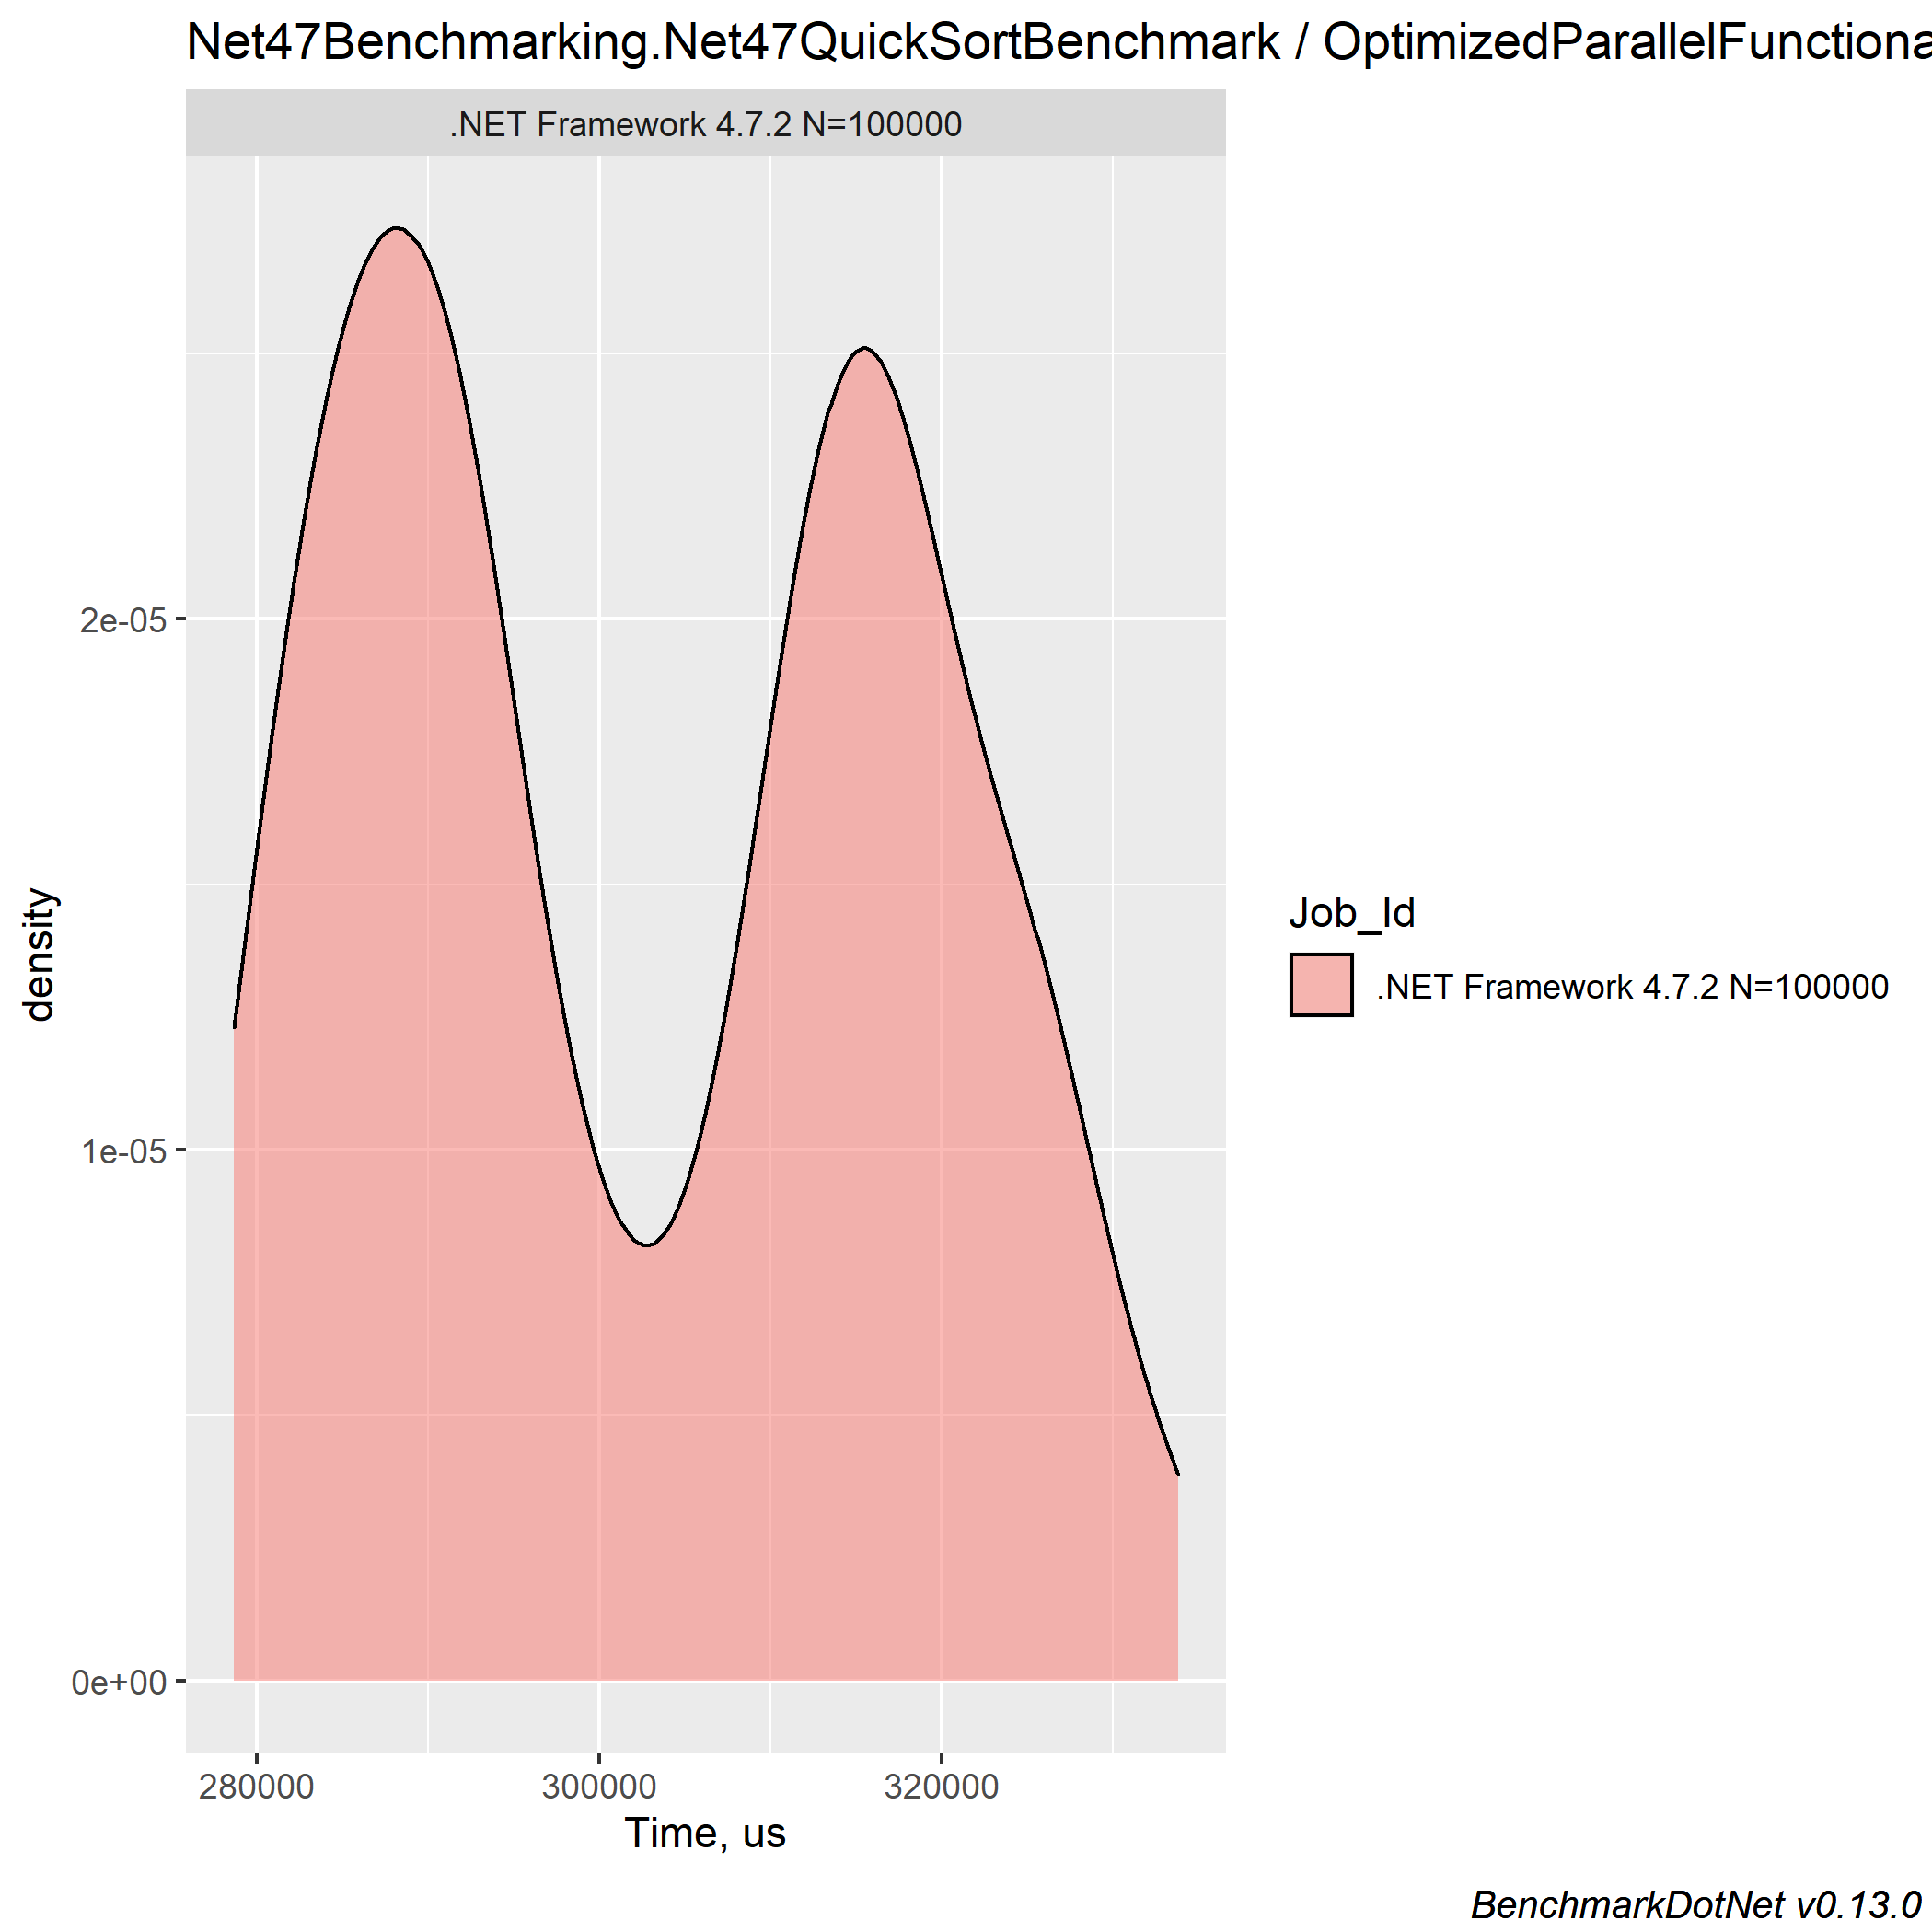 Net47Benchmarking.Net47QuickSortBenchmark / OptimizedParallelFunctiona
.NET Framework 4.7.2 N=100000
density
2e-05
1e-05
0e+00
280000 300000 320000
Time, us
Job_Id
.NET Framework 4.7.2 N=100000
BenchmarkDotNet v0.13.0